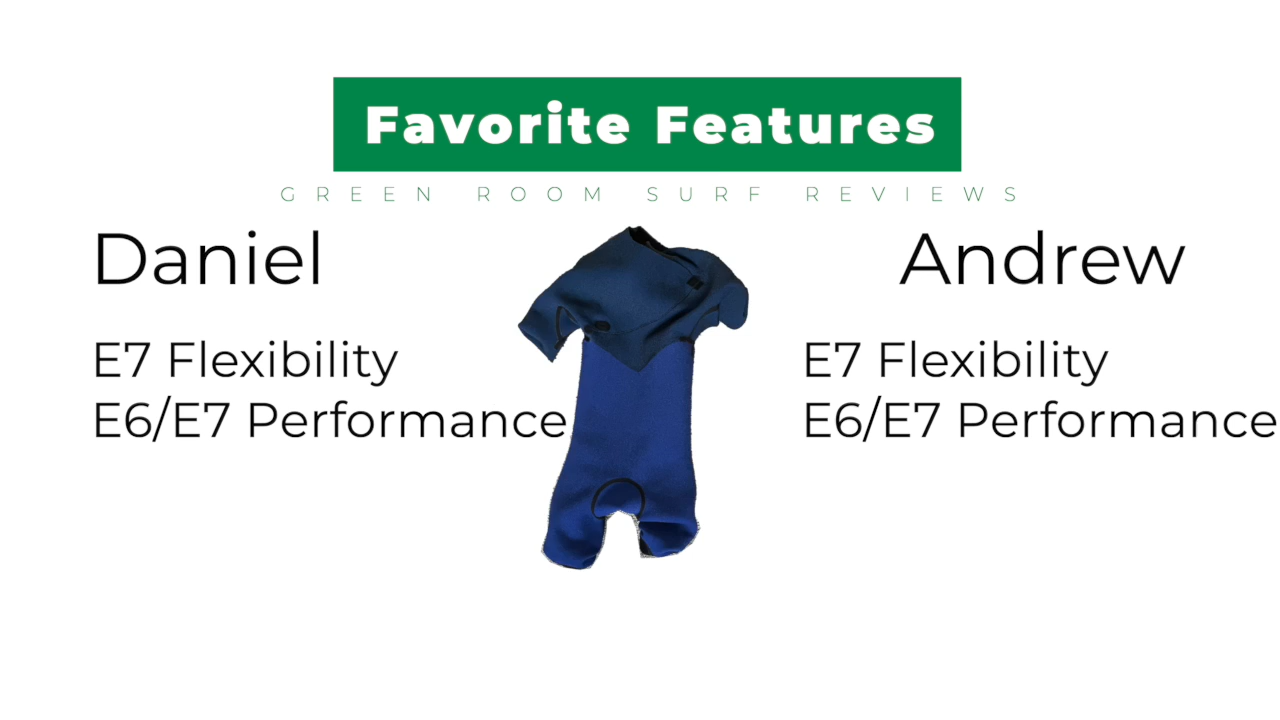 Favorite Features
GREEN ROOM SURF REVIEWS
Daniel
E7 Flexibility
E6/E7 Performance
Andrew
E7 Flexibility
E6/E7 Performance